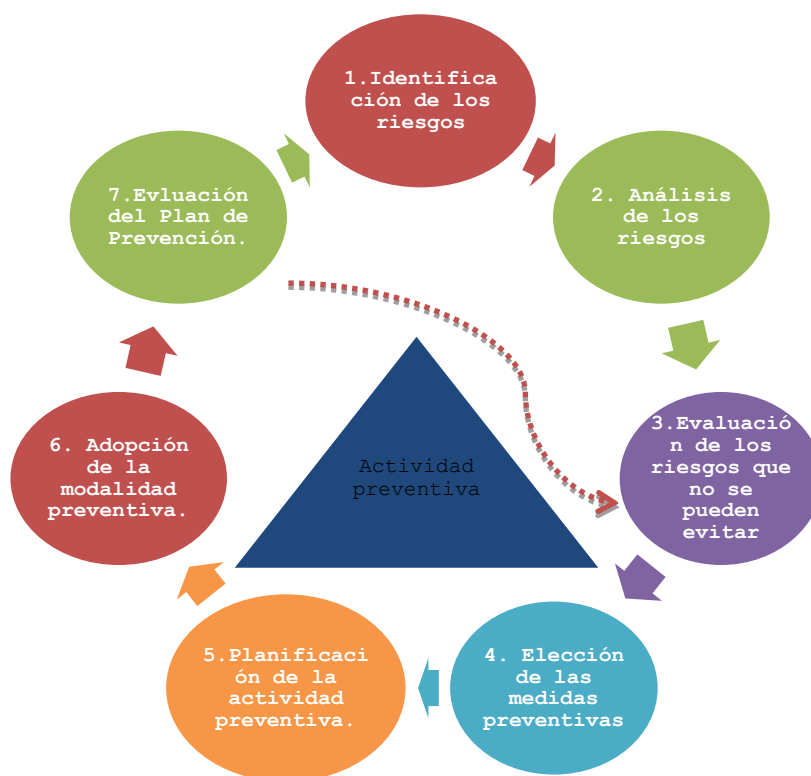 1.Identifica
ción de los
riesgos
2. Análisis
de los
riesgos
3.Evaluació
n de los
riesgos que
no se
pueden
evitar
4. Elección
de las
medidas
preventivas
5.Planificaci
ón de la
actividad
preventiva.
6. Adopción
de la
modalidad
preventiva.
7.Evluación
del Plan de
Prevención.
Actividad
preventiva